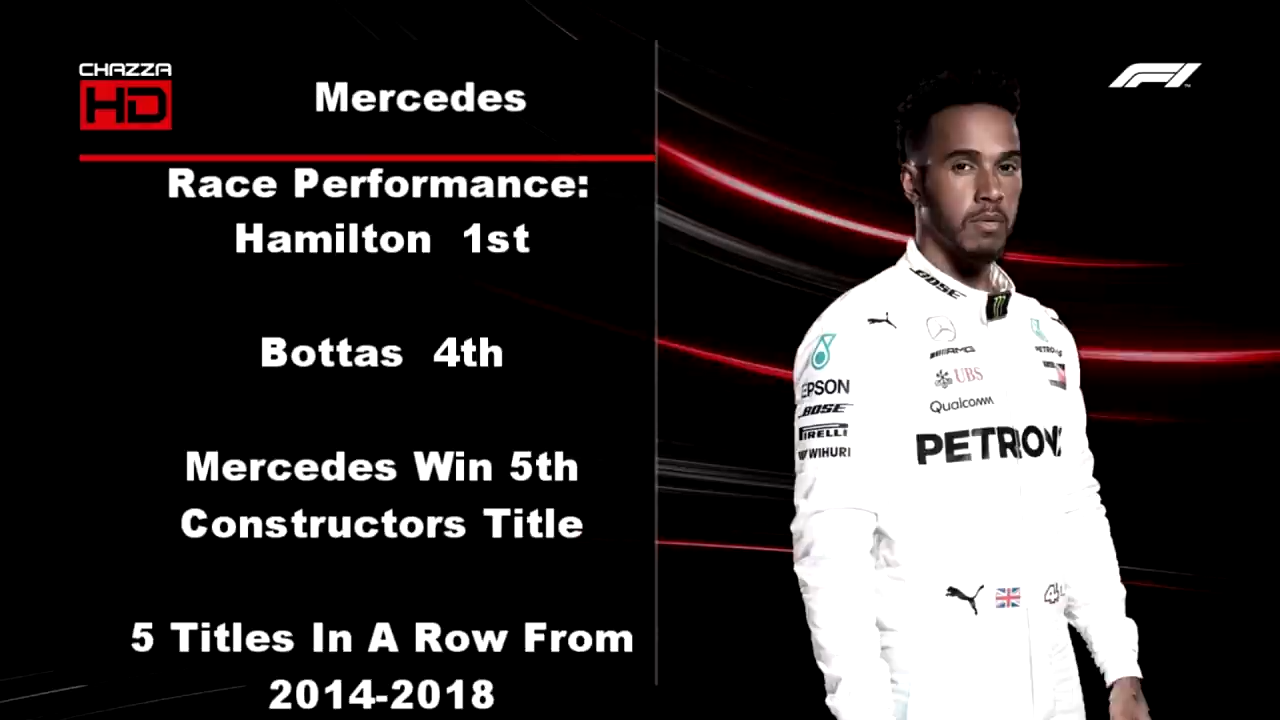 CHAZZA
HD
Mercedes
F1
Race Performance:
Hamilton 1st
Bottas 4th
Mercedes Win 5th
Constructors Title
5 Titles In A Row From
2014-2018
BOSE
AMG
UBS
Qualcomm
EPSON
BOSE
PIRELLI
WIHURI
44